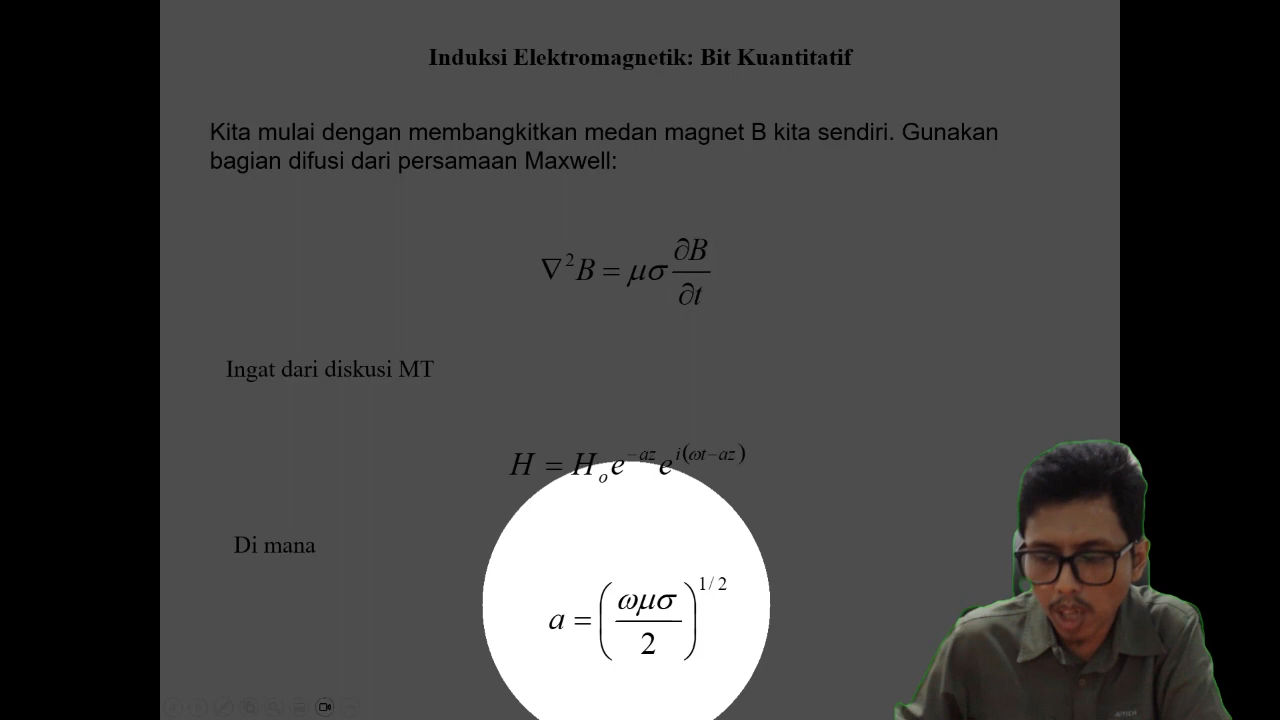 Induksi Elektromagnetik: Bit Kuantitatif
Kita mulai dengan membangkitkan medan magnet B kita sendiri. Gunakan
bagian difusi dari persamaan Maxwell:
∇²B = μσ ∂B/∂t
Ingat dari diskusi MT
H = Hₒe^(−az) e^(i(ωt−az))
Di mana
a = (ωμσ/2)^(1/2)